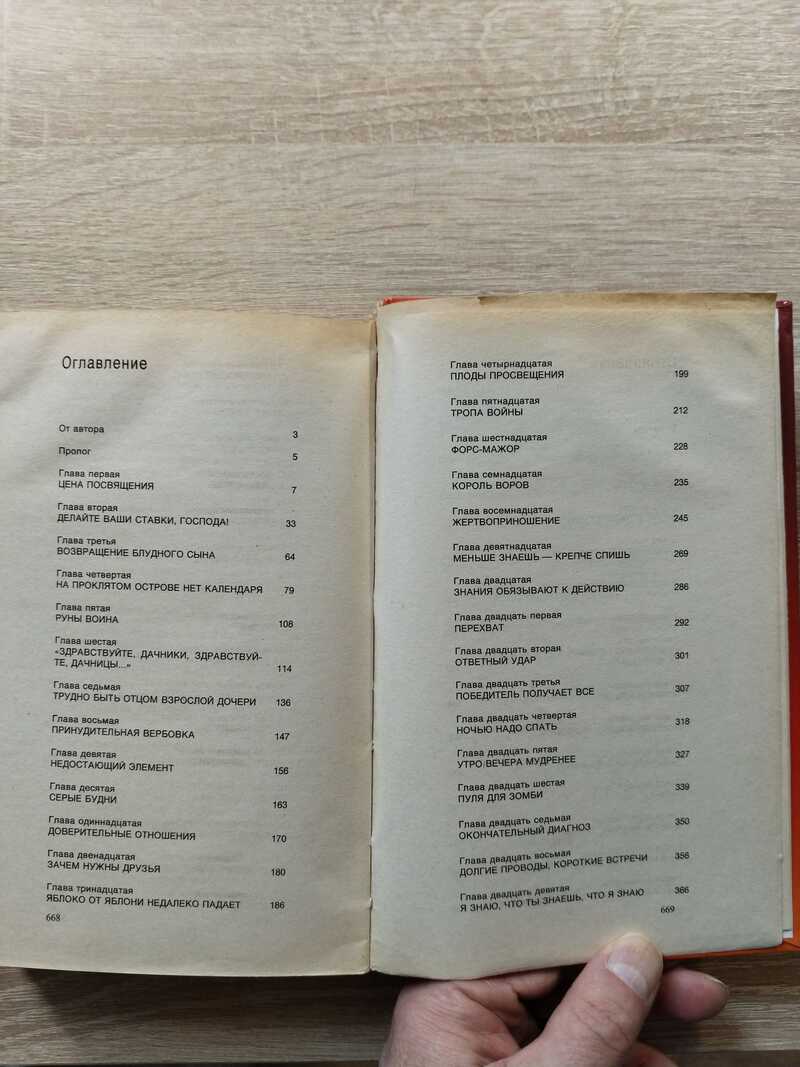 Оглавление
От автора 3
Пролог 5
Глава первая
ЦЕНА ПОСВЯЩЕНИЯ 7
Глава вторая
ДЕЛАЙТЕ ВАШИ СТАВКИ, ГОСПОДА! 33
Глава третья
ВОЗВРАЩЕНИЕ БЛУДНОГО СЫНА 64
Глава четвертая
НА ПРОКЛЯТОМ ОСТРОВЕ НЕТ КАЛЕНДАРЯ 79
Глава пятая
РУНЫ ВОИНА 108
Глава шестая
«ЗДРАВСТВУЙТЕ, ДАЧНИКИ, ЗДРАВСТВУЙ-
ТЕ, ДАЧНИЦЫ...» 114
Глава седьмая
ТРУДНО БЫТЬ ОТЦОМ ВЗРОСЛОЙ ДОЧЕРИ 136
Глава восьмая
ПРИНУДИТЕЛЬНАЯ ВЕРБОВКА 147
Глава девятая
НЕДОСТАЮЩИЙ ЭЛЕМЕНТ 156
Глава десятая
СЕРЫЕ БУДНИ 163
Глава одиннадцатая
ДОВЕРИТЕЛЬНЫЕ ОТНОШЕНИЯ 170
Глава двенадцатая
ЗАЧЕМ НУЖНЫ ДРУЗЬЯ 180
Глава тринадцатая
ЯБЛОКО ОТ ЯБЛОНИ НЕДАЛЕКО ПАДАЕТ 186
668
Глава четырнадцатая
ПЛОДЫ ПРОСВЕЩЕНИЯ 199
Глава пятнадцатая
ТРОПА ВОЙНЫ 212
Глава шестнадцатая
ФОРС-МАЖОР 228
Глава семнадцатая
КОРОЛЬ ВОРОВ 235
Глава восемнадцатая
ЖЕРТВОПРИНОШЕНИЕ 245
Глава девятнадцатая
МЕНЬШЕ ЗНАЕШЬ — КРЕПЧЕ СПИШЬ 269
Глава двадцатая
ЗНАНИЯ ОБЯЗЫВАЮТ К ДЕЙСТВИЮ 286
Глава двадцать первая
ПЕРЕХВАТ 292
Глава двадцать вторая
ОТВЕТНЫЙ УДАР 301
Глава двадцать третья
ПОБЕДИТЕЛЬ ПОЛУЧАЕТ ВСЕ 307
Глава двадцать четвертая
НОЧЬЮ НАДО СПАТЬ 318
Глава двадцать пятая
УТРО ВЕЧЕРА МУДРЕНЕЕ 327
Глава двадцать шестая
ПУЛЯ ДЛЯ ЗОМБИ 339
Глава двадцать седьмая
ОКОНЧАТЕЛЬНЫЙ ДИАГНОЗ 350
Глава двадцать восьмая
ДОЛГИЕ ПРОВОДЫ, КОРОТКИЕ ВСТРЕЧИ 356
Глава двадцать девятая
Я ЗНАЮ, ЧТО ТЫ ЗНАЕШЬ, ЧТО Я ЗНАЮ 366
669